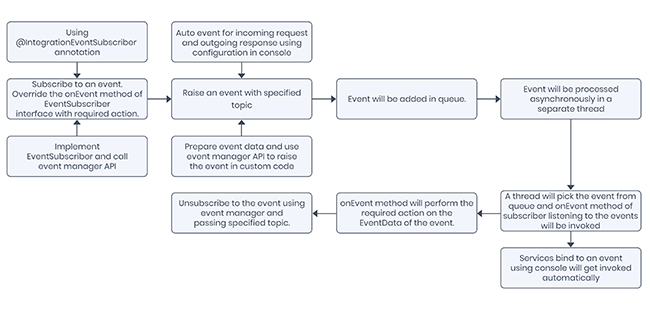 Using
@IntegrationEventSubscriber
annotation
Auto event for incoming request
and outgoing response using
configuration in console
Subscribe to an event.
Override the onEvent method of
EventSubscriber
interface with required action.
Raise an event with specified
topic
Event will be added in queue.
Event will be processed
asynchronously in a
separate thread
Implement
EventSubscriber and call
event manager API
Prepare event data and use
event manager API to raise
the event in custom code
Unsubscribe to the event using
event manager and
passing specified topic.
onEvent method will perform the
required action on the
EventData of the event.
A thread will pick the event from
queue and onEvent method of
subscriber listening to the events
will be invoked
Services bind to an event
using console will get invoked
automatically